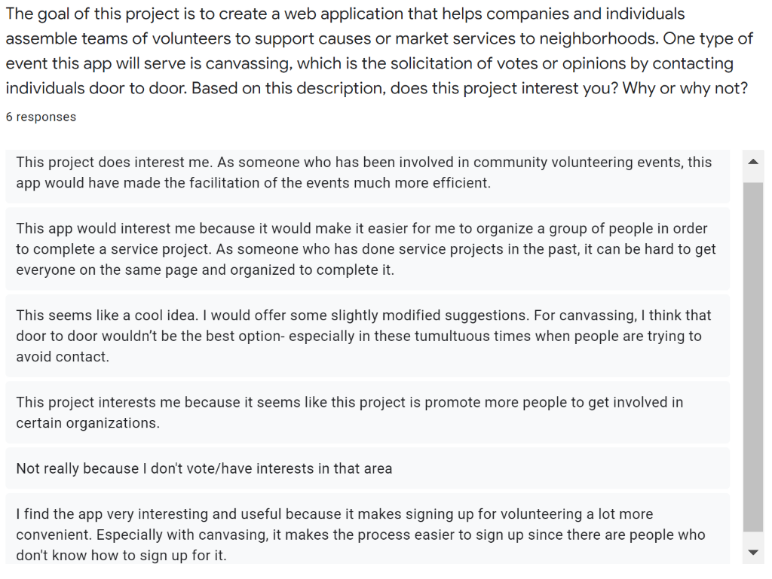 The goal of this project is to create a web application that helps companies and individuals
assemble teams of volunteers to support causes or market services to neighborhoods. One type of
event this app will serve is canvassing, which is the solicitation of votes or opinions by contacting
individuals door to door. Based on this description, does this project interest you? Why or why not?
6 responses
This project does interest me. As someone who has been involved in community volunteering events, this
app would have made the facilitation of the events much more efficient.
This app would interest me because it would make it easier for me to organize a group of people in order
to complete a service project. As someone who has done service projects in the past, it can be hard to get
everyone on the same page and organized to complete it.
This seems like a cool idea. I would offer some slightly modified suggestions. For canvassing, I think that
door to door wouldn't be the best option- especially in these tumultuous times when people are trying to
avoid contact.
This project interests me because it seems like this project is promote more people to get involved in
certain organizations.
Not really because I don't vote/have interests in that area
I find the app very interesting and useful because it makes signing up for volunteering a lot more
convenient. Especially with canvasing, it makes the process easier to sign up since there are people who
don't know how to sign up for it.